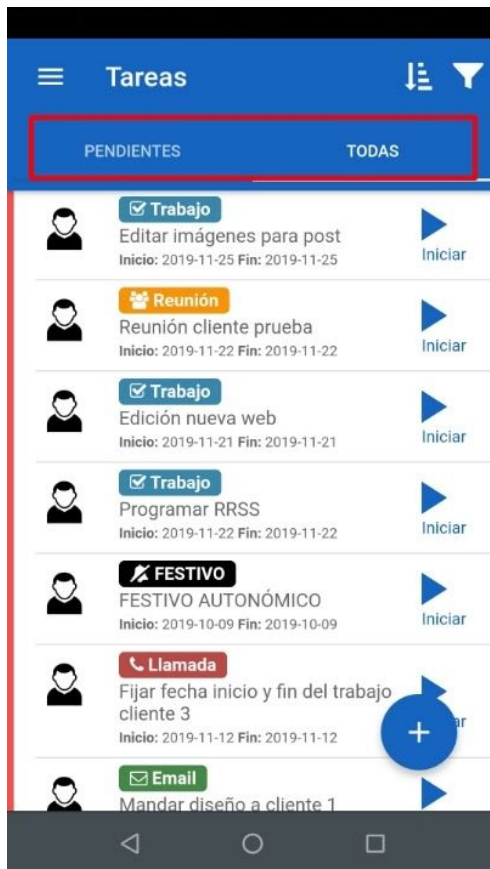 Tareas
PENDIENTES
TODAS
Trabajo
Editar imágenes para post
Inicio: 2019-11-25 Fin: 2019-11-25
Iniciar
Reunión
Reunión cliente prueba
Inicio: 2019-11-22 Fin: 2019-11-22
Iniciar
Trabajo
Edición nueva web
Inicio: 2019-11-21 Fin: 2019-11-21
Iniciar
Trabajo
Programar RRSS
Inicio: 2019-11-22 Fin: 2019-11-22
Iniciar
FESTIVO
FESTIVO AUTONÓMICO
Inicio: 2019-10-09 Fin: 2019-10-09
Iniciar
Llamada
Fijar fecha inicio y fin del trabajo
cliente 3
Inicio: 2019-11-12 Fin: 2019-11-12
Email
Mandar diseño a cliente 1